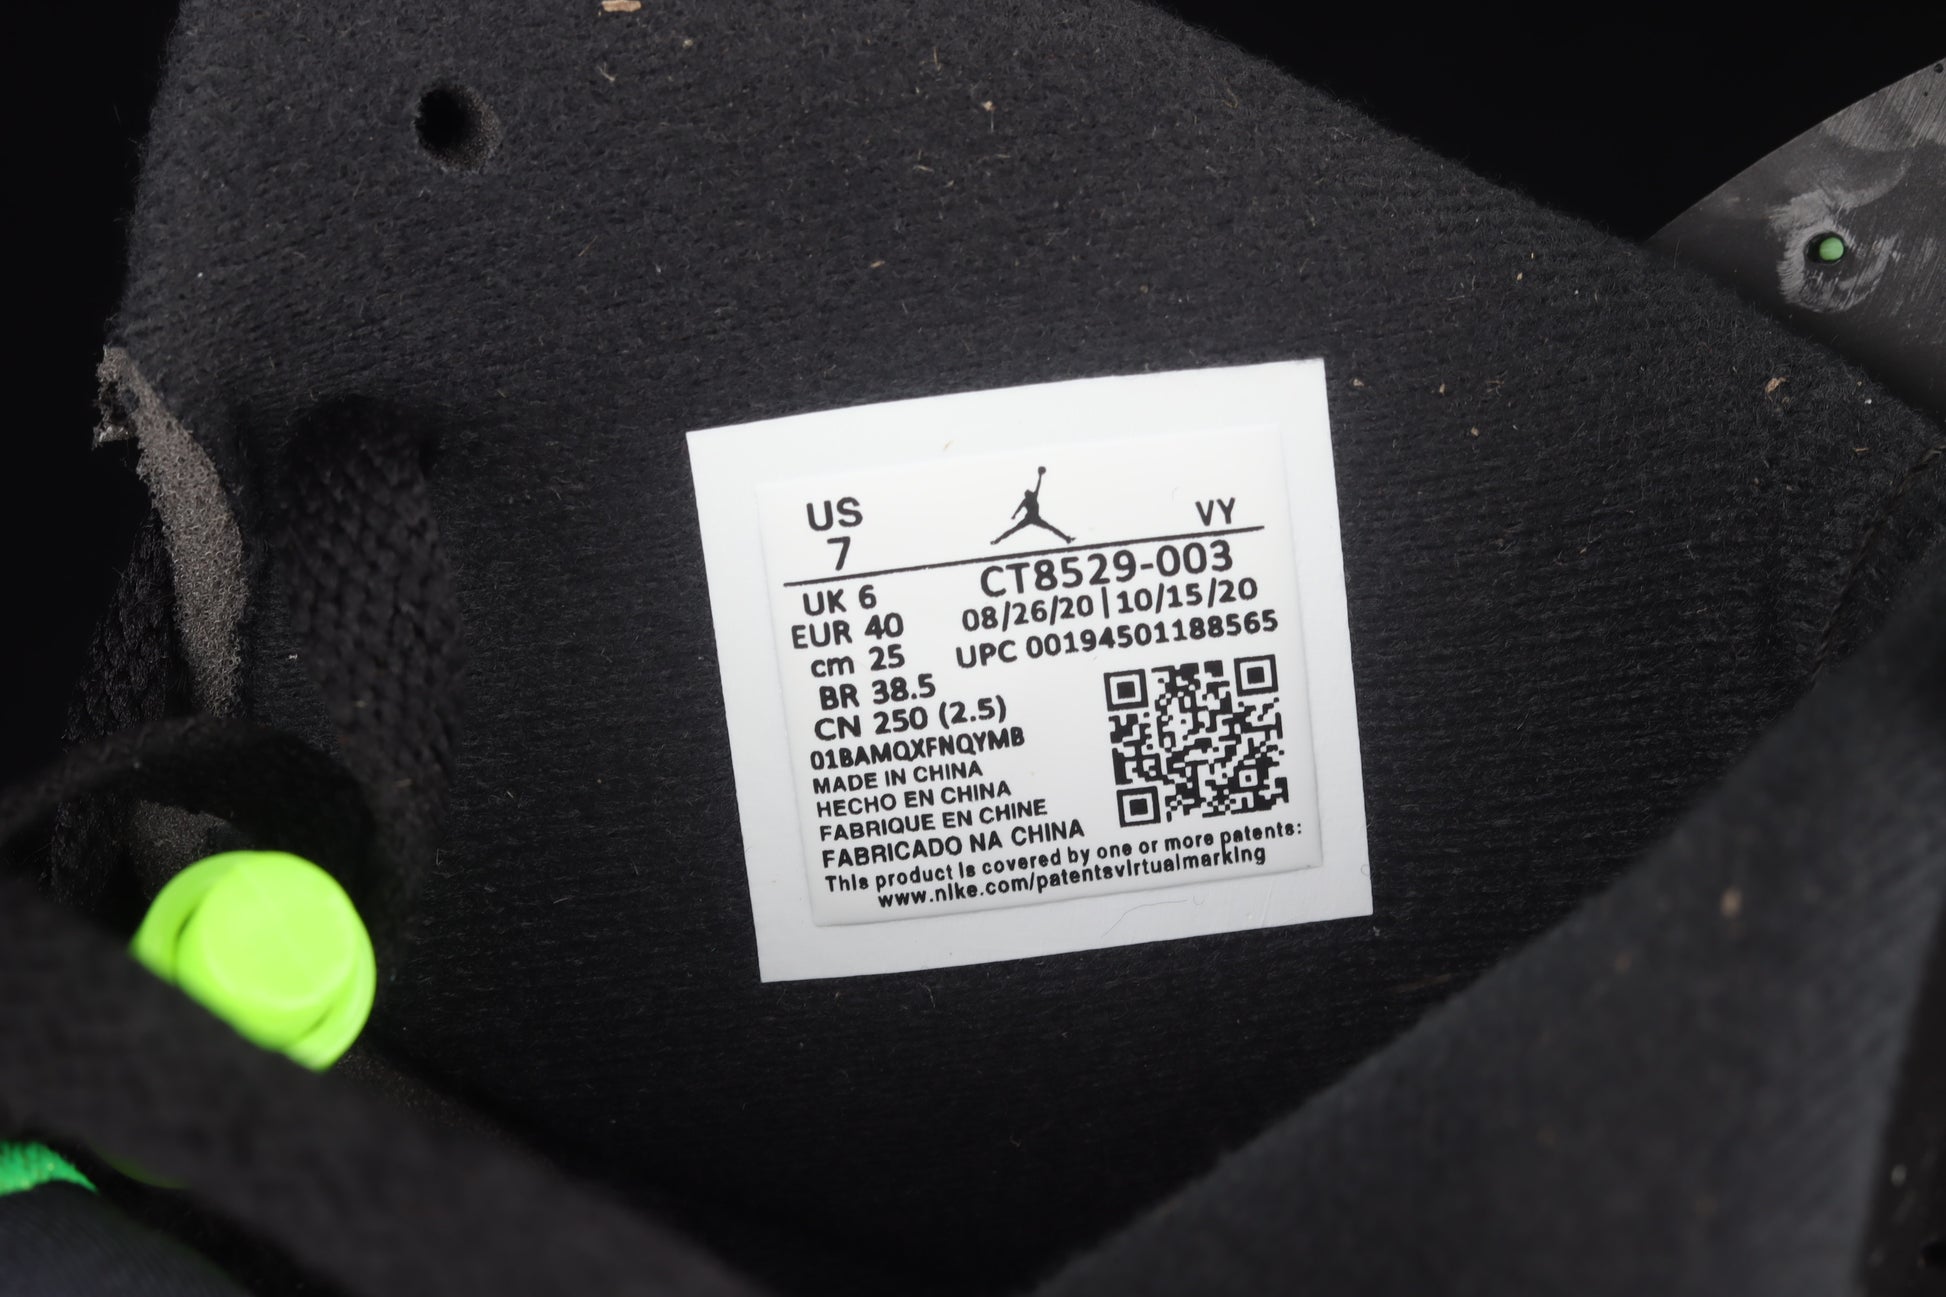 US VY
7
CT8529-003
UK 6
08/26/20 | 10/15/20
EUR 40
UPC 00194501188565
cm 25
BR 38.5
CN 250 (2.5)
01BAMQXFNQYMB
MADE IN CHINA
HECHO EN CHINA
FABRIQUE EN CHINE
FABRICADO NA CHINA
This product is covered by one or more patents:
www.nike.com/patentsvirtualmarking